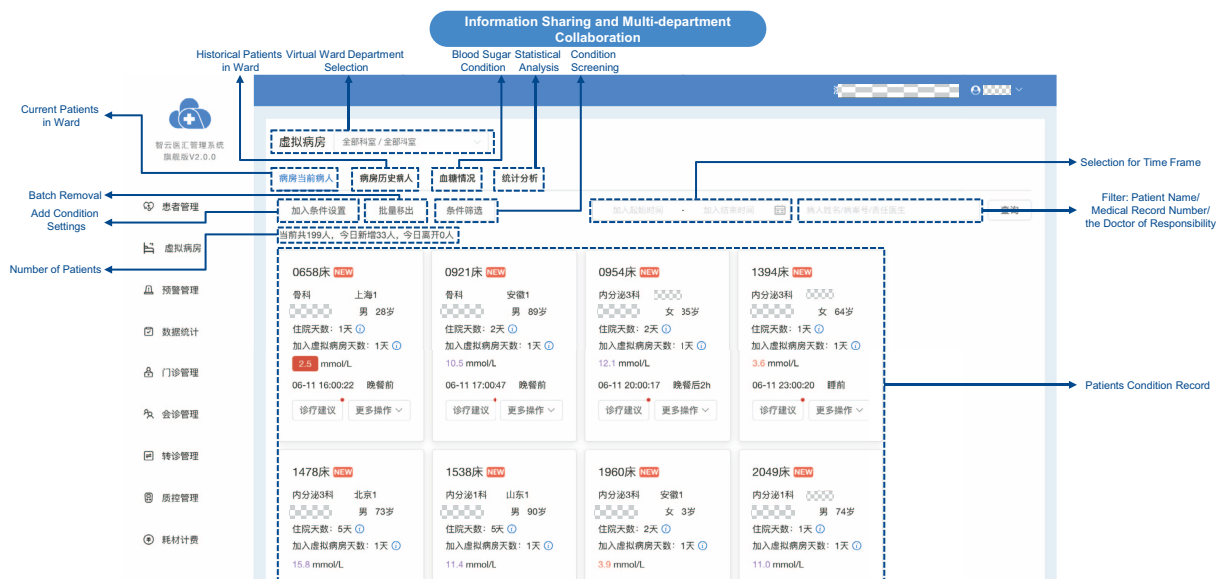 Information Sharing and Multi-department
Collaboration
Historical Patients
in Ward
Virtual Ward Department
Selection
Blood Sugar
Condition
Statistical
Analysis
Condition
Screening
Current Patients
in Ward
Batch Removal
Add Condition
Settings
Number of Patients
Selection for Time Frame
Filter: Patient Name/
Medical Record Number/
the Doctor of Responsibility
Patients Condition Record
智云医汇管理系统
旗舰版V2.0.0
患者管理
虚拟病房
预警管理
数据统计
门诊管理
会诊管理
转诊管理
质控管理
耗材计费
虚拟病房 全部科室 / 全部科室
病房当前病人 病房历史病人 血糖情况 统计分析
加入条件设置 批量移出 条件筛选 加入起始时间 - 加入结束时间 病人姓名/病案号/责任医生 查询
当前共199人，今日新增33人，今日离开0人
0658床 NEW
骨科 上海1
男 28岁
住院天数：1天
加入虚拟病房天数：1天
2.5 mmol/L
06-11 16:00:22 晚餐前
诊疗建议 更多操作
0921床 NEW
骨科 安徽1
男 89岁
住院天数：2天
加入虚拟病房天数：1天
10.5 mmol/L
06-11 17:00:47 晚餐前
诊疗建议 更多操作
0954床 NEW
内分泌3科
女 35岁
住院天数：2天
加入虚拟病房天数：1天
12.1 mmol/L
06-11 20:00:17 晚餐后2h
诊疗建议 更多操作
1394床 NEW
内分泌3科
女 64岁
住院天数：1天
加入虚拟病房天数：1天
3.6 mmol/L
06-11 23:00:20 睡前
诊疗建议 更多操作
1478床 NEW
内分泌3科 北京1
男 73岁
住院天数：5天
加入虚拟病房天数：1天
15.8 mmol/L
1538床 NEW
内分泌1科 山东1
男 90岁
住院天数：5天
加入虚拟病房天数：1天
11.4 mmol/L
1960床 NEW
内分泌3科 安徽1
女 3岁
住院天数：2天
加入虚拟病房天数：1天
3.9 mmol/L
2049床 NEW
内分泌1科
男 74岁
住院天数：1天
加入虚拟病房天数：1天
11.0 mmol/L